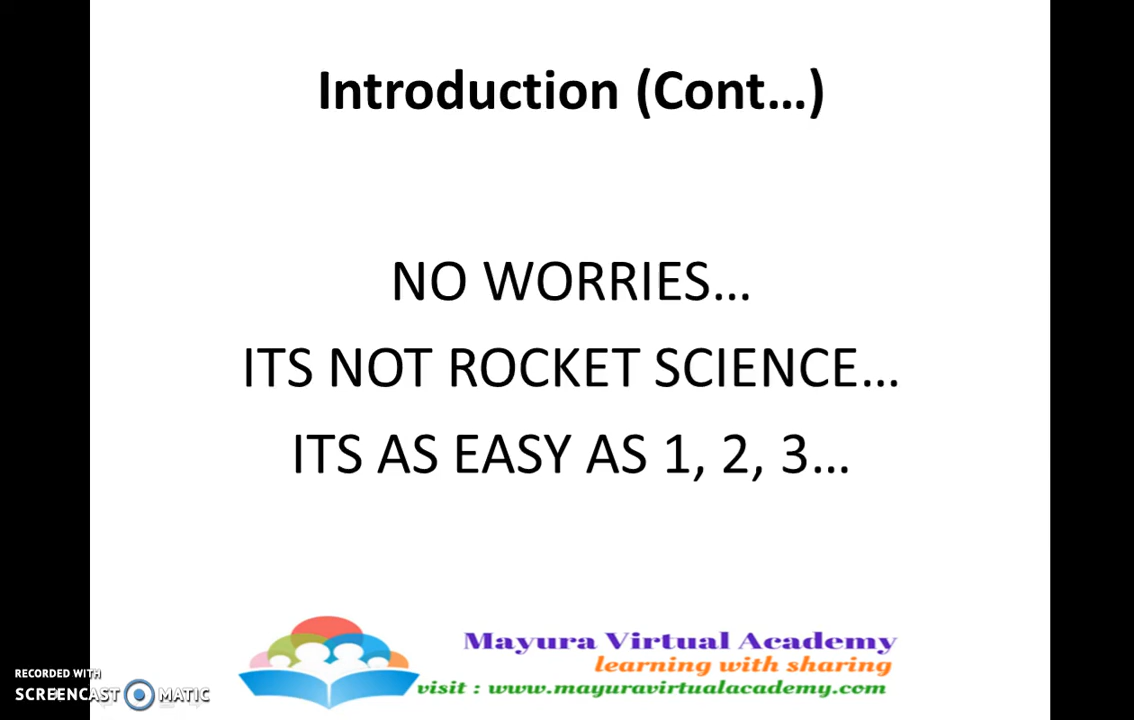 Introduction (Cont...)
NO WORRIES...
ITS NOT ROCKET SCIENCE...
ITS AS EASY AS 1, 2, 3...
Mayura Virtual Academy
learning with sharing
visit : www.mayuravirtualacademy.com
RECORDED WITH
SCREENCAST MATIC